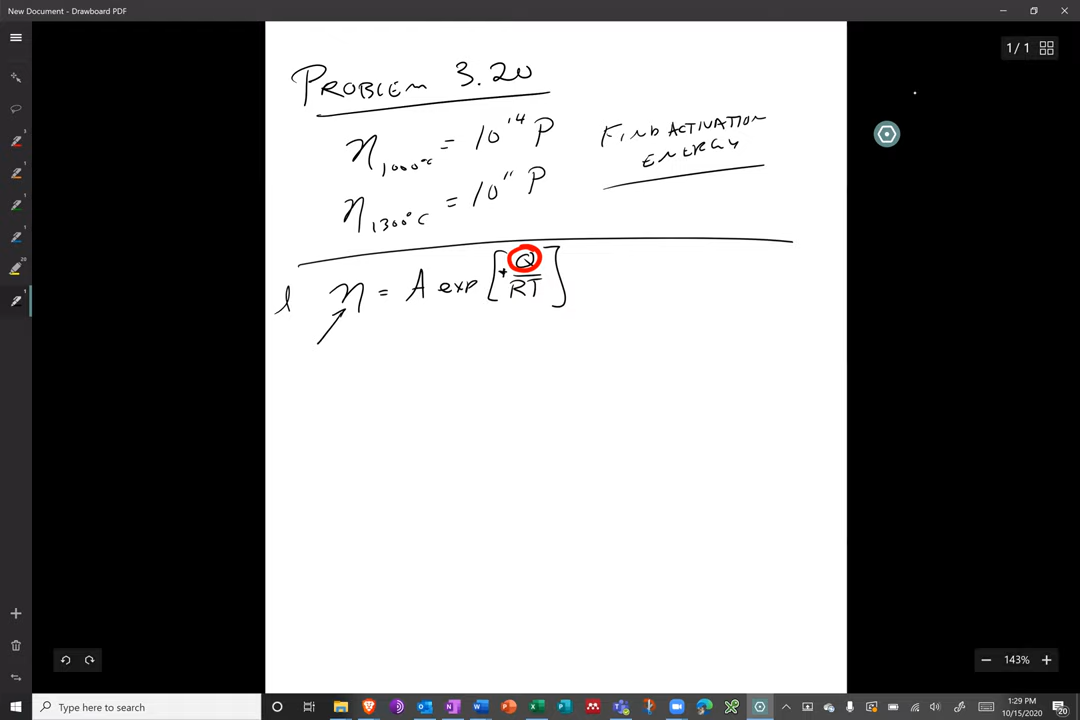 New Document - Drawboard PDF
1 / 1
PROBLEM 3.20
η1000°C = 10^14 P
FIND ACTIVATION
ENERGY
η1300°C = 10^11 P
l η = A exp [+Q/RT]
143%
Type here to search
1:29 PM
10/15/2020
20